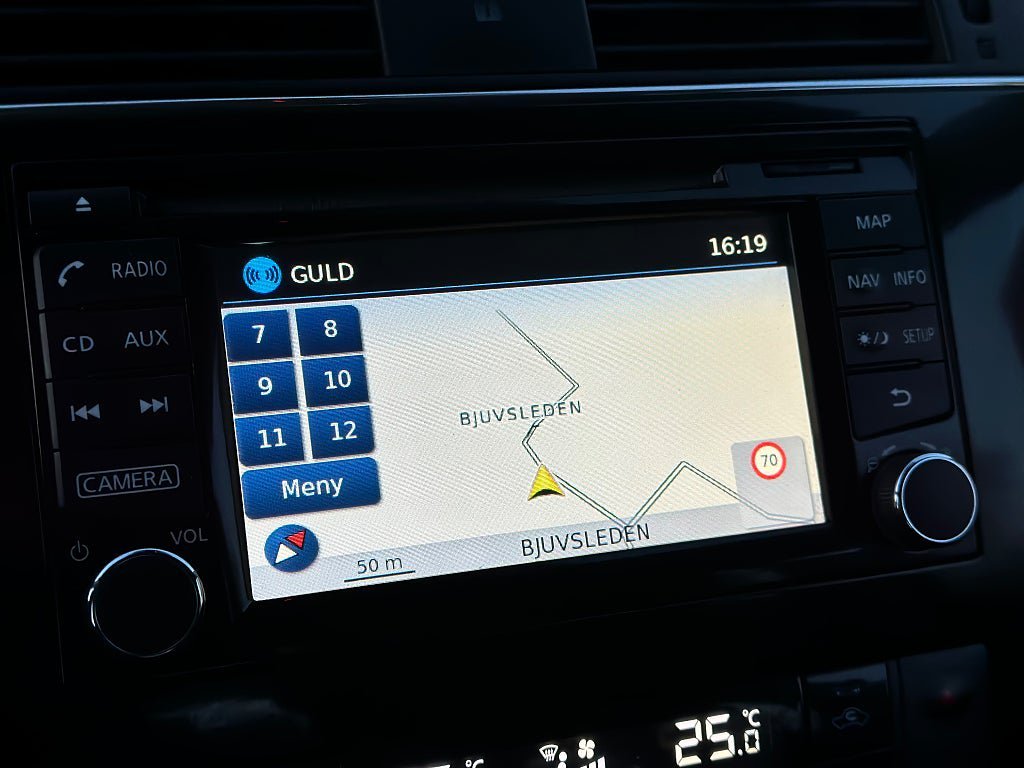 MAP
16:19
GULD
RADIO
NAV INFO
7 8
CD AUX
SETUP
9 10
BJUVSLEDEN
11 12
70
CAMERA
Meny
VOL
BJUVSLEDEN
50 m
25.0 °C
°C